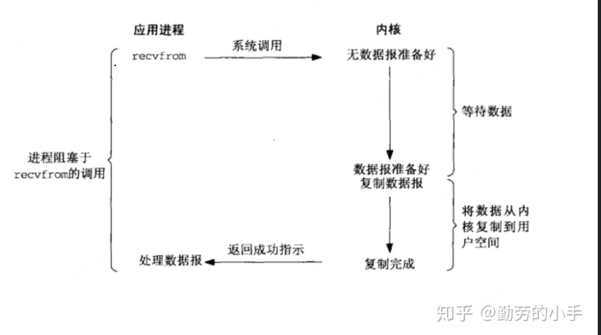 应用进程
内核
recvfrom
系统调用
无数据报准备好
等待数据
进程阻塞于
recvfrom的调用
数据报准备好
复制数据报
将数据从内
核复制到用
户空间
返回成功指示
处理数据报
复制完成
知乎 @勤劳的小手